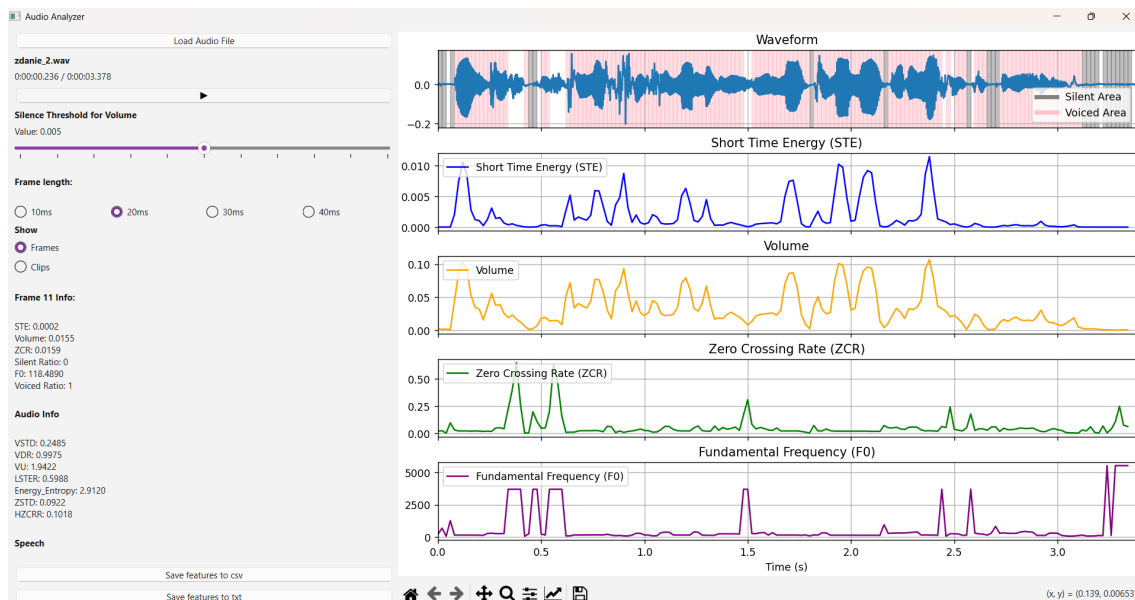 Audio Analyzer
Load Audio File
zdanie_2.wav
0:00:00.236 / 0:00:03.378
Silence Threshold for Volume
Value: 0.005
Frame length:
10ms 20ms 30ms 40ms
Show
Frames
Clips
Frame 11 Info:
STE: 0.0002
Volume: 0.0155
ZCR: 0.0159
Silent Ratio: 0
F0: 118.4890
Voiced Ratio: 1
Audio Info
VSTD: 0.2485
VDR: 0.9975
VU: 1.9422
LSTER: 0.5988
Energy_Entropy: 2.9120
ZSTD: 0.0922
HZCRR: 0.1018
Speech
Save features to csv
Save features to txt
Waveform
0.0
−0.2
Silent Area
Voiced Area
Short Time Energy (STE)
0.010
0.005
0.000
Short Time Energy (STE)
Volume
0.10
0.05
0.00
Volume
Zero Crossing Rate (ZCR)
0.50
0.25
0.00
Zero Crossing Rate (ZCR)
Fundamental Frequency (F0)
5000
2500
0
Fundamental Frequency (F0)
0.0 0.5 1.0 1.5 2.0 2.5 3.0
Time (s)
(x, y) = (0.139, 0.00653)